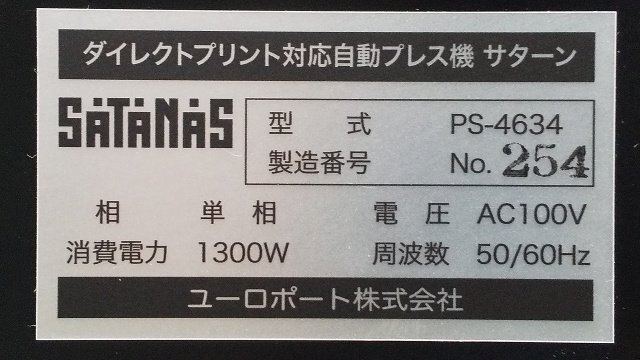 ダイレクトプリント対応自動プレス機 サターン
SATANAS
型 式 PS-4634
製造番号 No. 254
相 単相 電圧 AC100V
消費電力 1300W 周波数 50/60Hz
ユーロポート株式会社